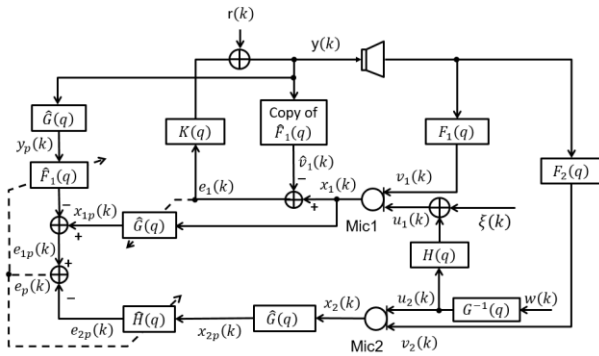 r(k)
y(k)
Ĝ(q)
K(q)
Copy of
F̂₁(q)
F₁(q)
yₚ(k)
F̂₁(q)
v̂₁(k)
F₂(q)
−
−
e₁(k)
x₁(k)
v₁(k)
+
x₁ₚ(k)
+
Ĝ(q)
Mic1
u₁(k)
ξ(k)
e₁ₚ(k)
+
eₚ(k)
−
H(q)
e₂ₚ(k)
Ĥ(q)
x₂ₚ(k)
Ĝ(q)
x₂(k)
Mic2
u₂(k)
G⁻¹(q)
w(k)
v₂(k)